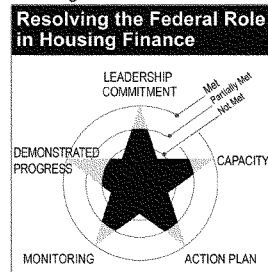 Resolving the Federal Role
in Housing Finance
LEADERSHIP
COMMITMENT
Met
Partially Met
Not Met
DEMONSTRATED
PROGRESS
CAPACITY
MONITORING
ACTION PLAN